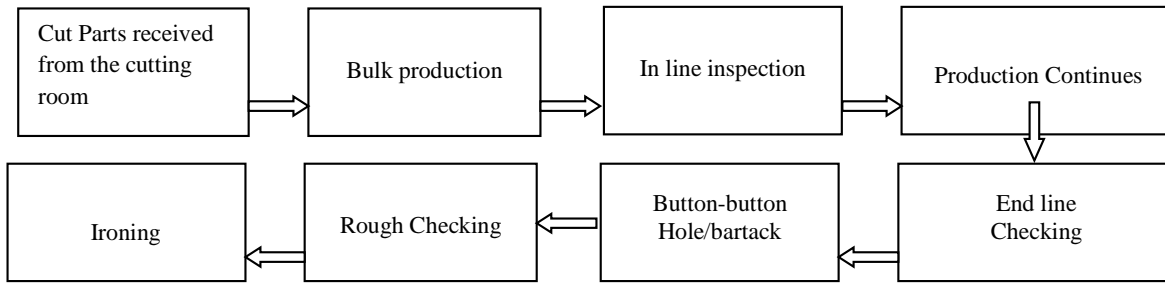 Cut Parts received
from the cutting
room
Bulk production
In line inspection
Production Continues
End line
Checking
Button-button
Hole/bartack
Rough Checking
Ironing